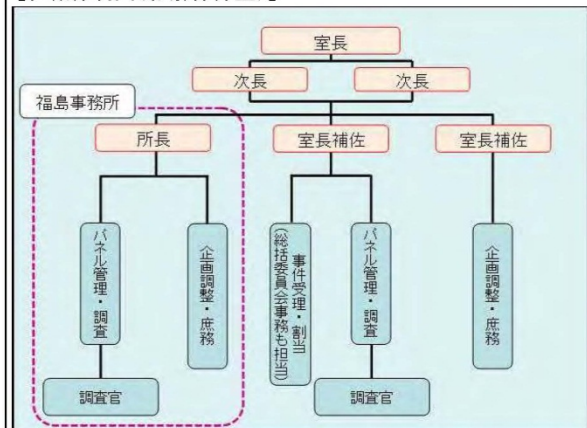 室長
次長
次長
福島事務所
所長
室長補佐
室長補佐
パネル管理・調査
企画調整・庶務
事件受理・割当
(総括委員会事務も担当)
パネル管理・調査
企画調整・庶務
調査官
調査官